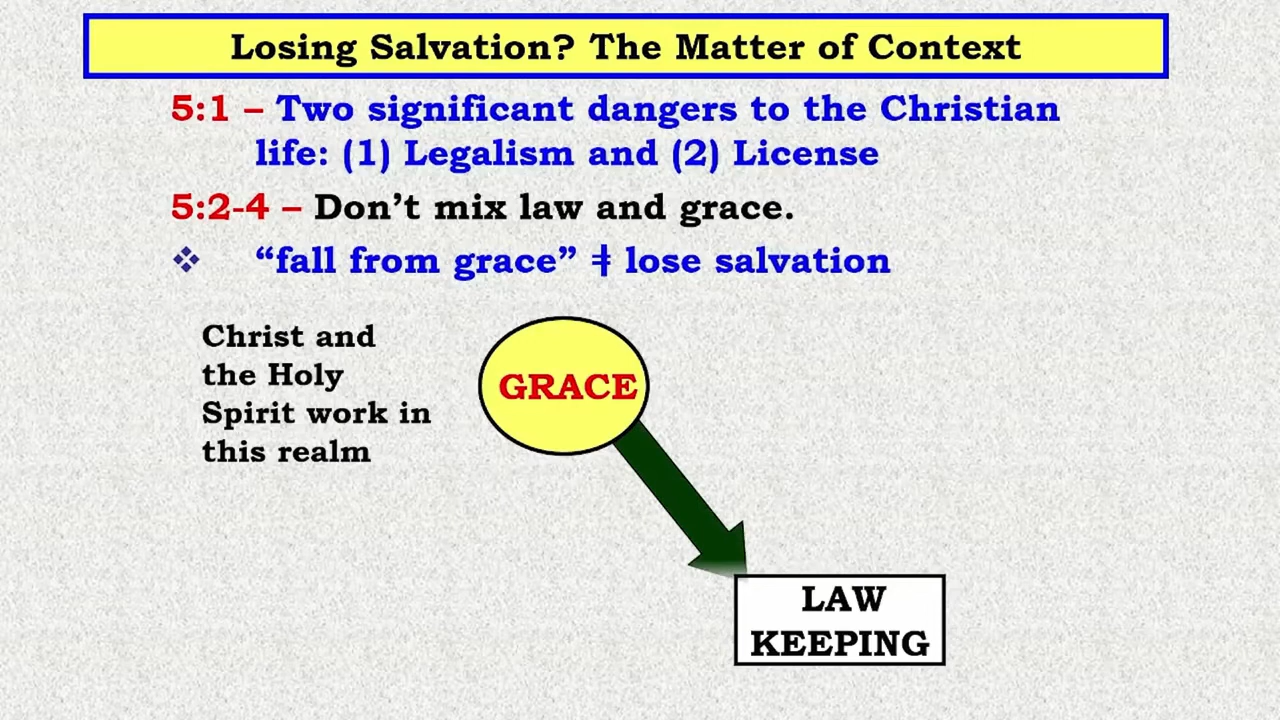 Losing Salvation? The Matter of Context
5:1 – Two significant dangers to the Christian
life: (1) Legalism and (2) License
5:2-4 – Don’t mix law and grace.
❖ “fall from grace” ǂ lose salvation
Christ and
the Holy
Spirit work in
this realm
GRACE
LAW
KEEPING